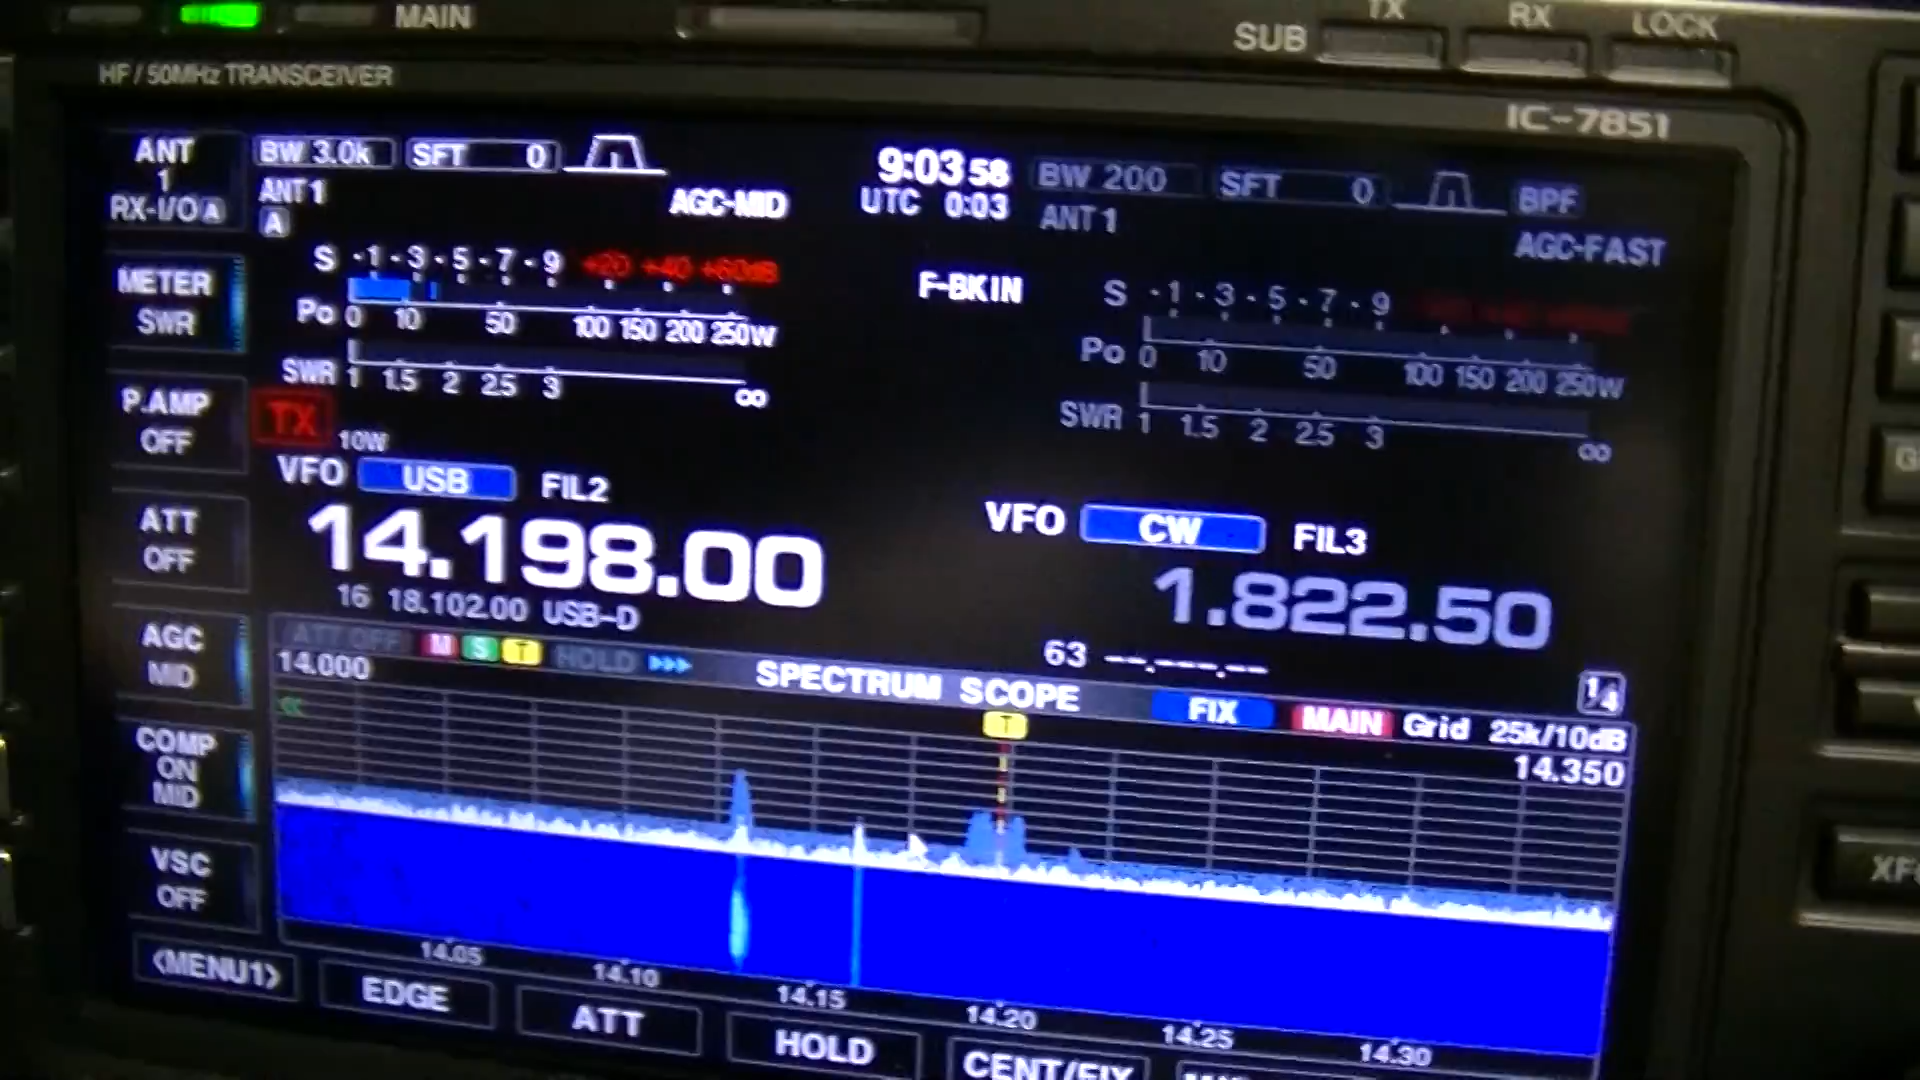 MAIN
SUB
TX
RX
LOCK
HF / 50MHz TRANSCEIVER
IC-7851
ANT
1
RX-I/O A
METER
SWR
P.AMP
OFF
ATT
OFF
AGC
MID
COMP
ON
MID
VSC
OFF
BW 3.0k
SFT 0
ANT 1
A
AGC-MID
S -1-3-5-7-9 +20 +40 +60dB
Po 0 10 50 100 150 200 250W
SWR 1 1.5 2 2.5 3 ∞
TX
10W
VFO USB FIL2
14.198.00
16 18.102.00 USB-D
9:03 58
UTC 0:03
F-BKIN
BW 200
SFT 0
BPF
ANT 1
AGC-FAST
S -1-3-5-7-9
Po 0 10 50 100 150 200 250W
SWR 1 1.5 2 2.5 3 ∞
VFO CW FIL3
1.822.50
63 --.---.--
1/4
ATT OFF M S T HOLD
SPECTRUM SCOPE
14.000
<<
T
FIX MAIN Grid 25k/10dB
14.350
14.05 14.10 14.15 14.20 14.25 14.30
<MENU1> EDGE ATT HOLD CENT/FIX